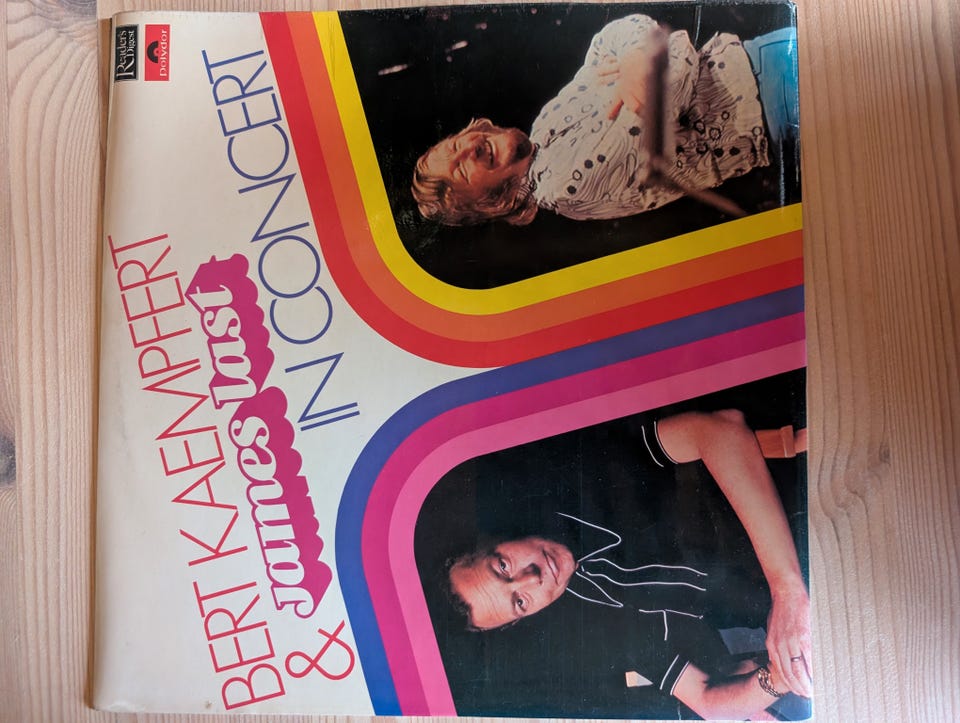 Reader's
Digest
Polydor
BERT KAEMPFERT
& James Last
IN CONCERT